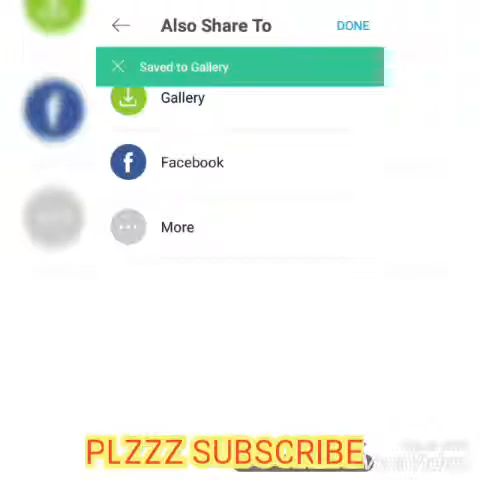 Also Share To
DONE
Saved to Gallery
Gallery
Facebook
More
PLZZZ SUBSCRIBE